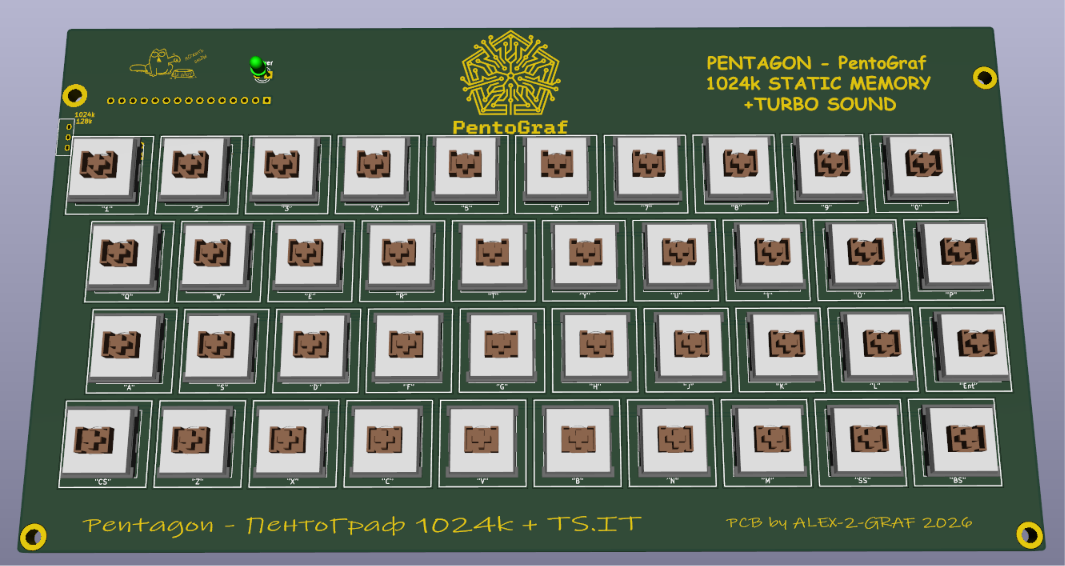 PENTAGON - PentoGraf
1024k STATIC MEMORY
+TURBO SOUND
1024k
128k
PentoGraf
"1" "2" "3" "4" "5" "6" "7" "8" "9" "0"
"Q" "W" "E" "R" "T" "Y" "U" "I" "O" "P"
"A" "S" "D" "F" "G" "H" "J" "K" "L" "Ent"
"CS" "Z" "X" "C" "V" "B" "N" "M" "SS" "BS"
Pentagon - ПентоГраф 1024k + TS.IT
PCB by ALEX-2-GRAF 2026